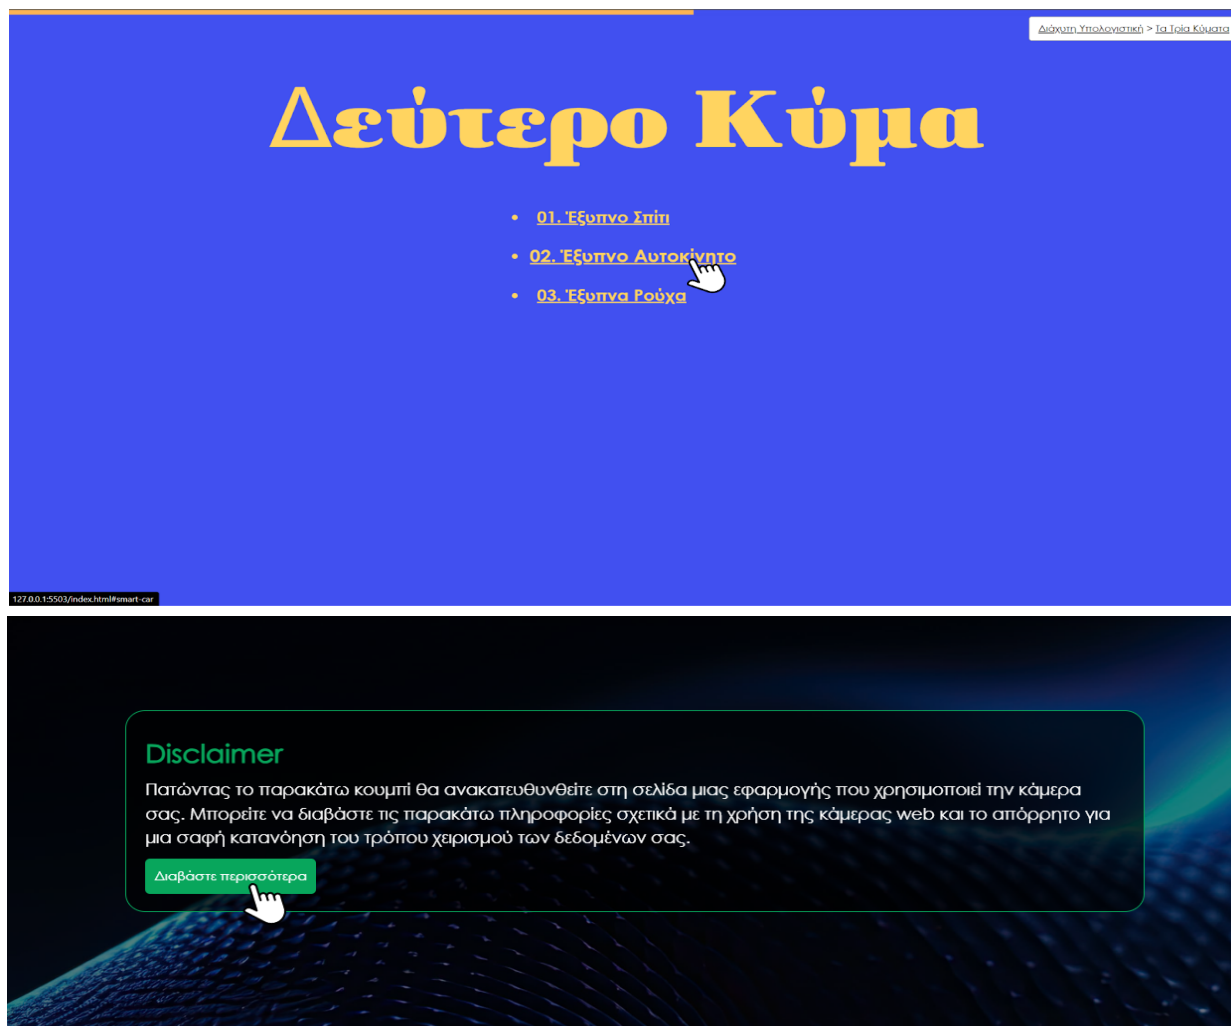 Διάχυτη Υπολογιστική > Τα Τρία Κύματα
Δεύτερο Κύμα
• 01. Έξυπνο Σπίτι
• 02. Έξυπνο Αυτοκίνητο
• 03. Έξυπνα Ρούχα
127.0.0.1:5503/index.html#smart-car
Disclaimer
Πατώντας το παρακάτω κουμπί θα ανακατευθυνθείτε στη σελίδα μιας εφαρμογής που χρησιμοποιεί την κάμερα
σας. Μπορείτε να διαβάστε τις παρακάτω πληροφορίες σχετικά με τη χρήση της κάμερας web και το απόρρητο για
μια σαφή κατανόηση του τρόπου χειρισμού των δεδομένων σας.
Διαβάστε περισσότερα